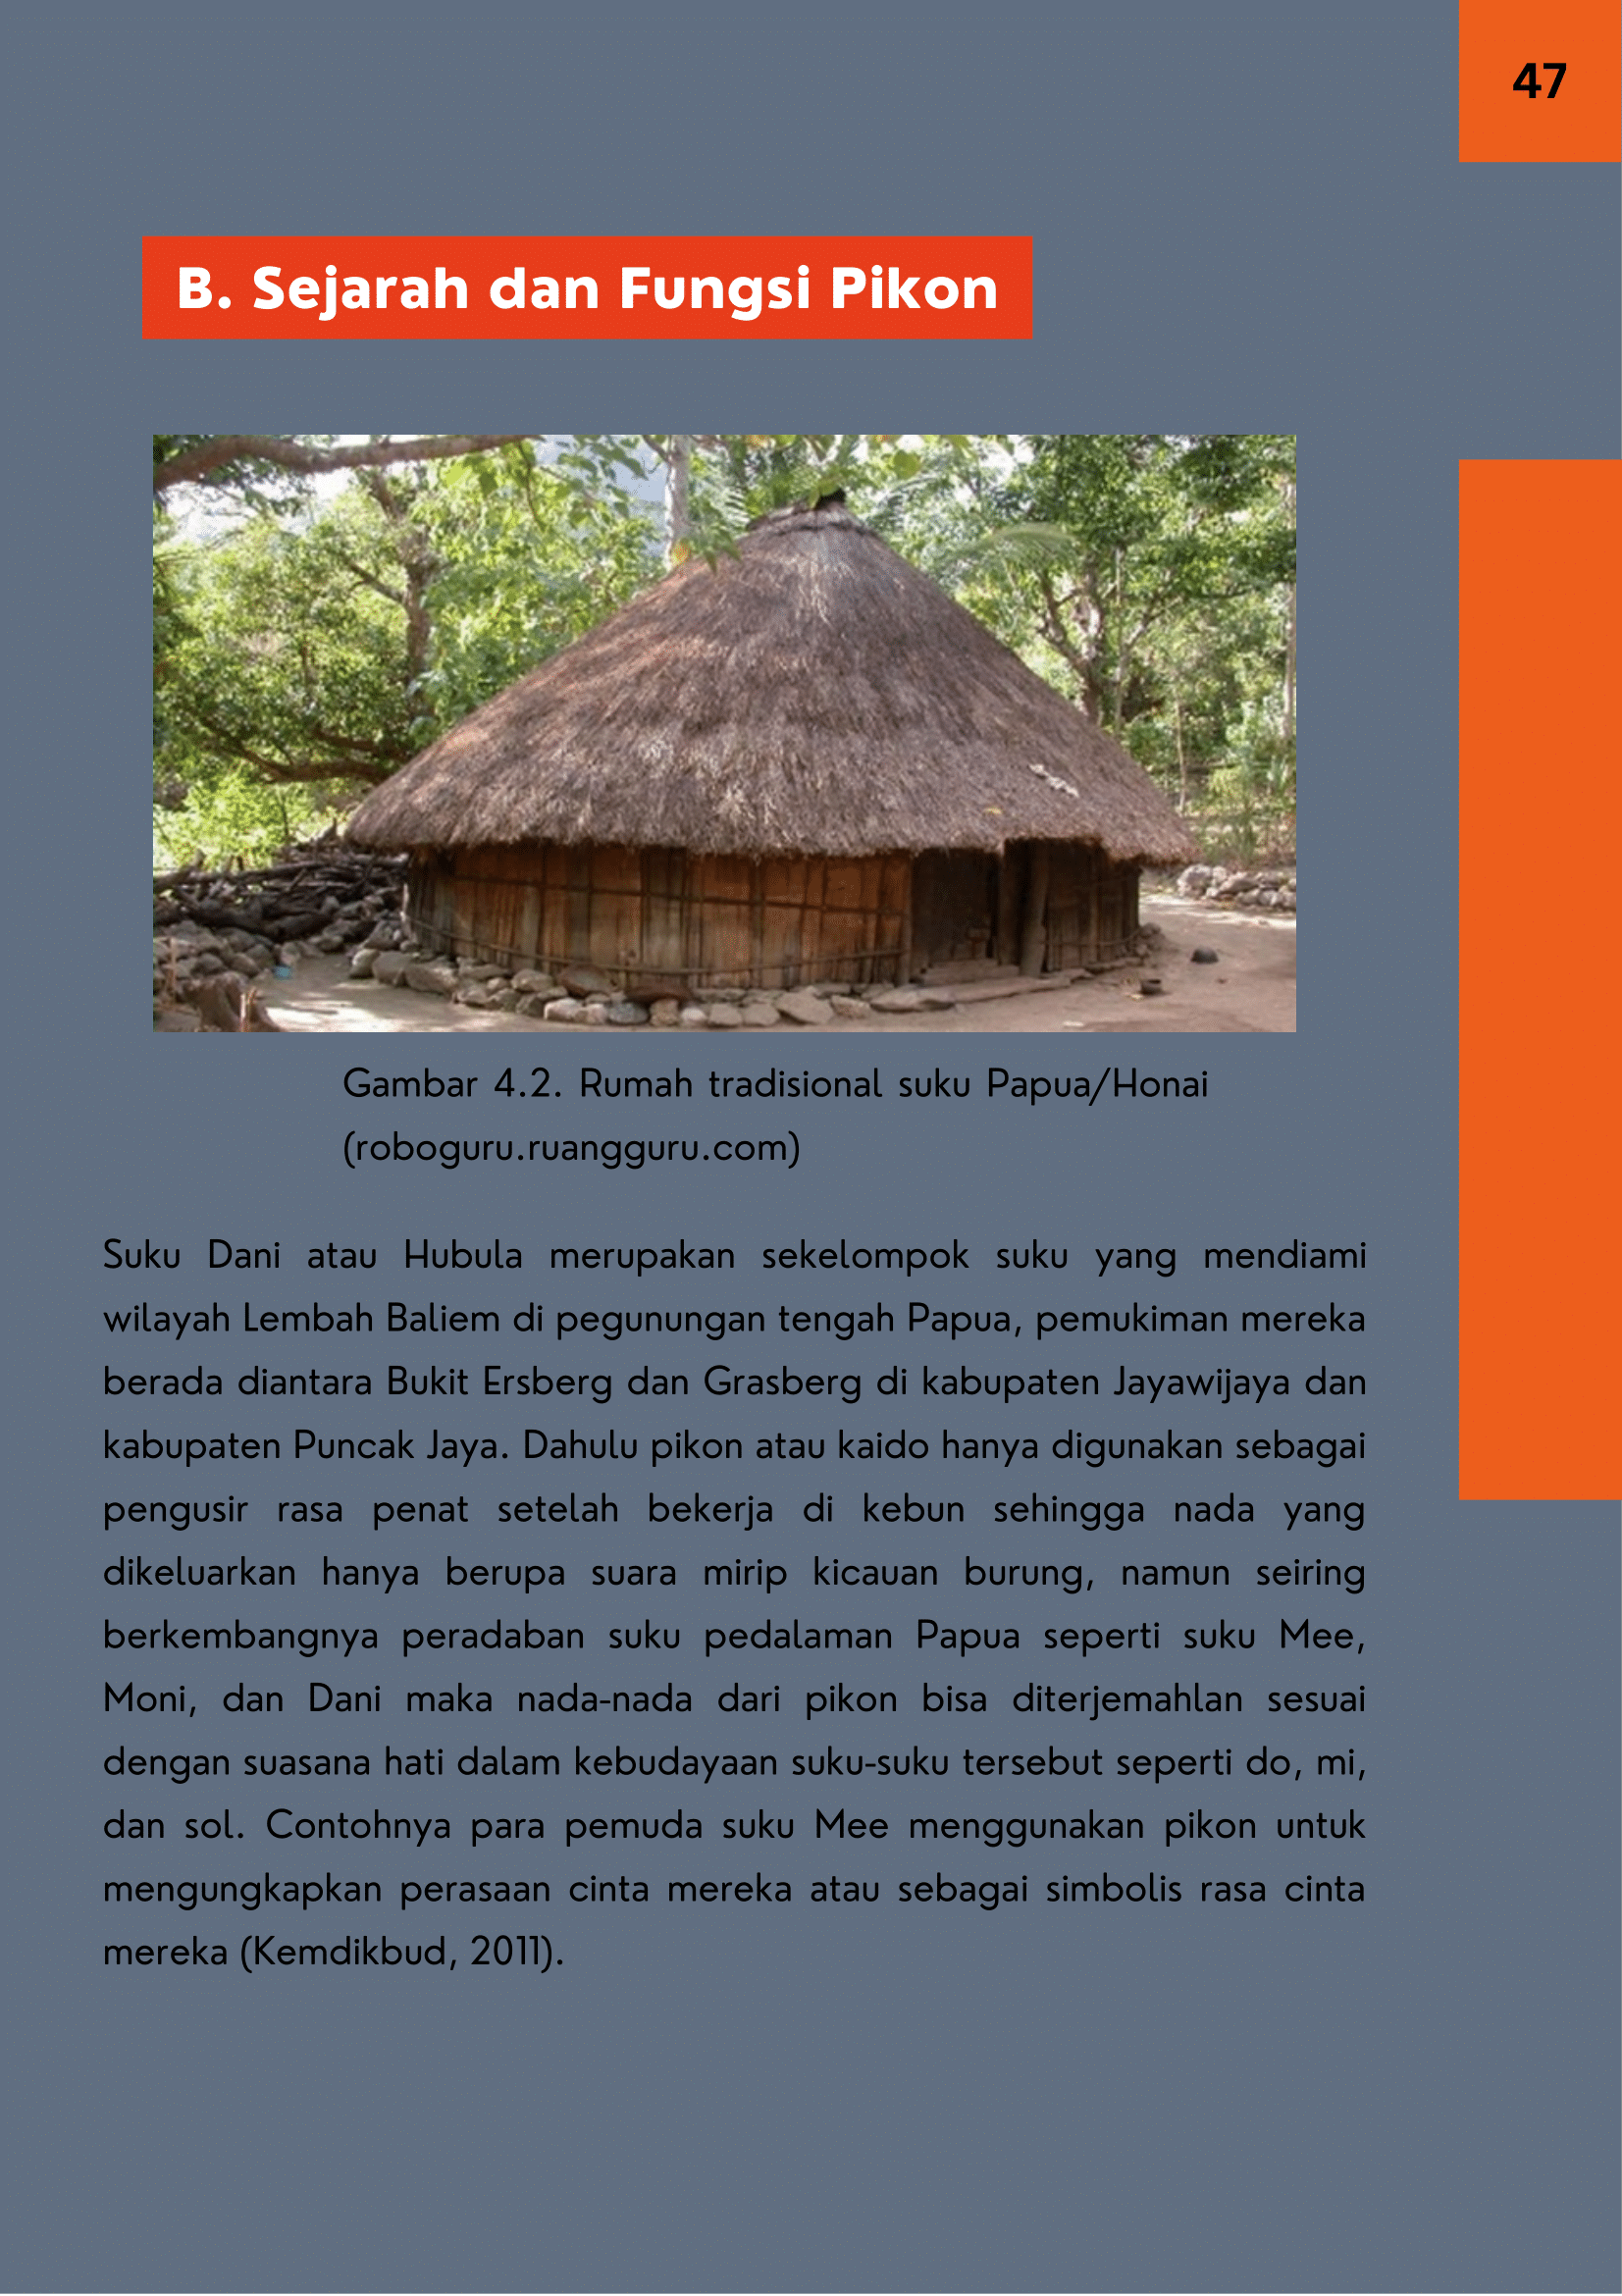 47
B. Sejarah dan Fungsi Pikon
Gambar 4.2. Rumah tradisional suku Papua/Honai
(roboguru.ruangguru.com)
Suku Dani atau Hubula merupakan sekelompok suku yang mendiami
wilayah Lembah Baliem di pegunungan tengah Papua, pemukiman mereka
berada diantara Bukit Ersberg dan Grasberg di kabupaten Jayawijaya dan
kabupaten Puncak Jaya. Dahulu pikon atau kaido hanya digunakan sebagai
pengusir rasa penat setelah bekerja di kebun sehingga nada yang
dikeluarkan hanya berupa suara mirip kicauan burung, namun seiring
berkembangnya peradaban suku pedalaman Papua seperti suku Mee,
Moni, dan Dani maka nada-nada dari pikon bisa diterjemahlan sesuai
dengan suasana hati dalam kebudayaan suku-suku tersebut seperti do, mi,
dan sol. Contohnya para pemuda suku Mee menggunakan pikon untuk
mengungkapkan perasaan cinta mereka atau sebagai simbolis rasa cinta
mereka (Kemdikbud, 2011).